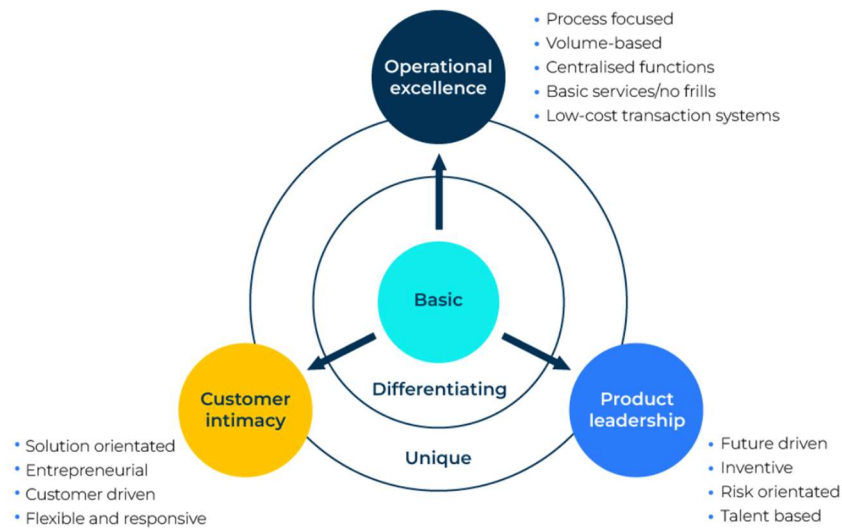 Operational
excellence
• Process focused
• Volume-based
• Centralised functions
• Basic services/no frills
• Low-cost transaction systems
Basic
Differentiating
Unique
Customer
intimacy
• Solution orientated
• Entrepreneurial
• Customer driven
• Flexible and responsive
Product
leadership
• Future driven
• Inventive
• Risk orientated
• Talent based